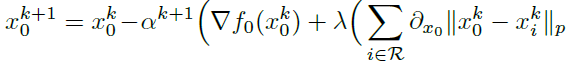 $x_0^{k+1} = x_0^k - \alpha^{k+1} \Big( \nabla f_0(x_0^k) + \lambda \Big( \sum_{i \in \mathcal{R}} \partial_{x_0} \| x_0^k - x_i^k \|_p$